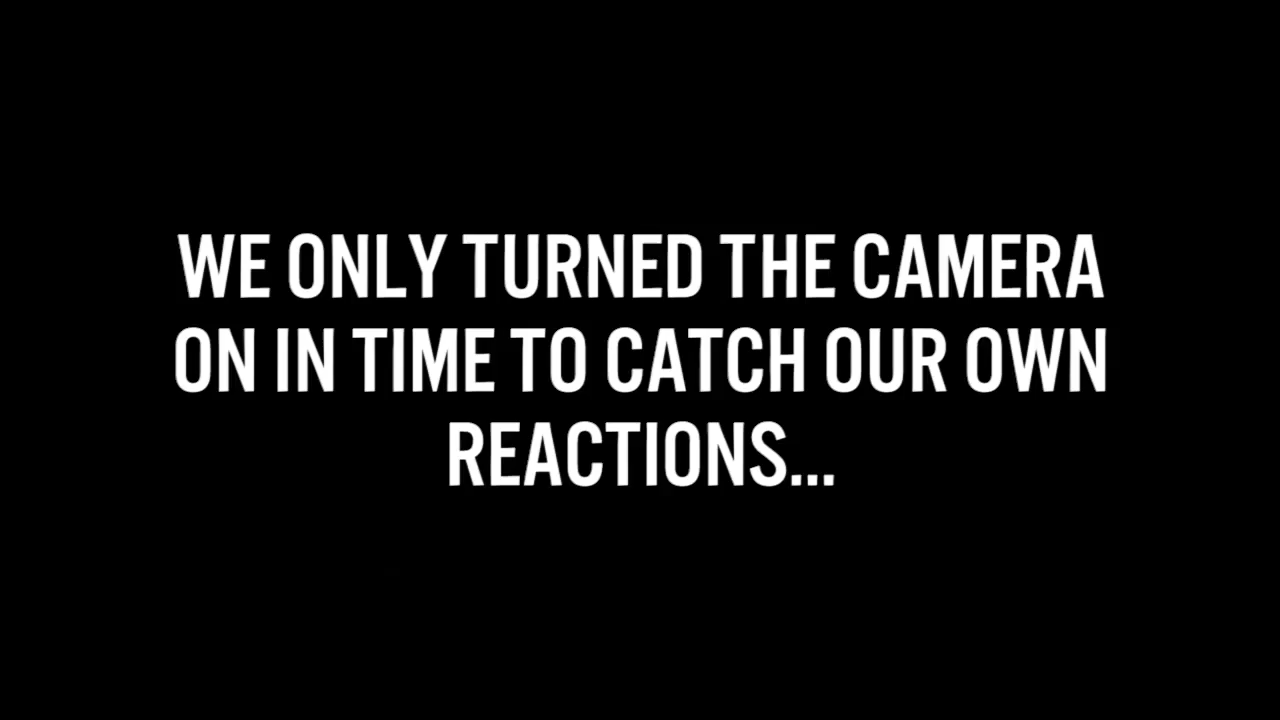 WE ONLY TURNED THE CAMERA
ON IN TIME TO CATCH OUR OWN
REACTIONS...